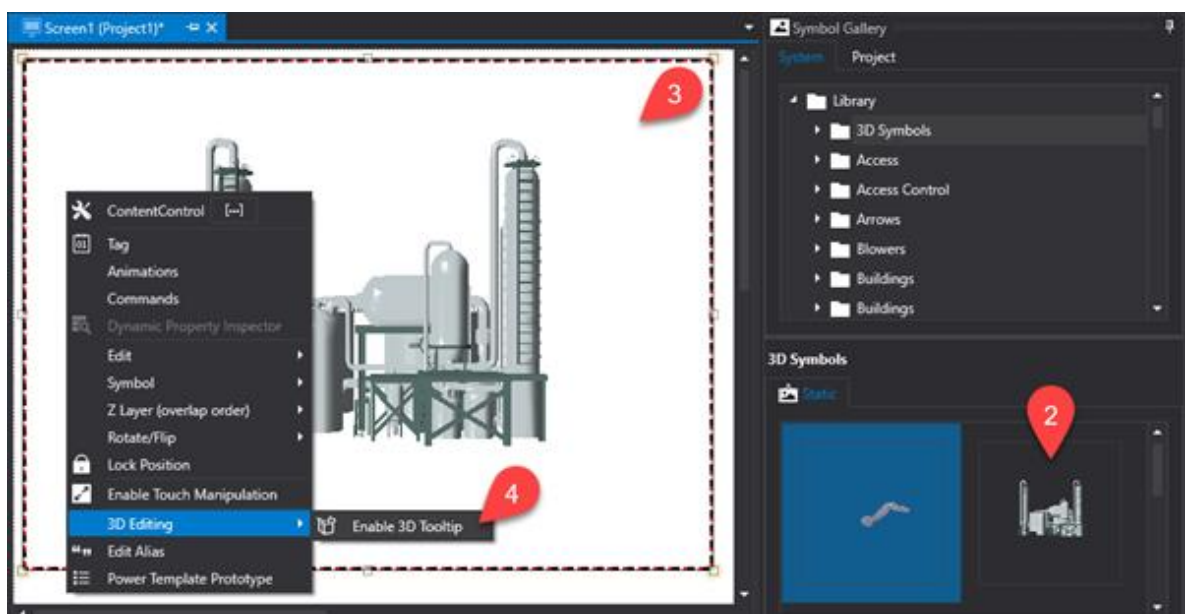 Screen1 (Project1)*
3
ContentControl [...]
01 Tag
Animations
Commands
Dynamic Property Inspector
Edit
Symbol
Z Layer (overlap order)
Rotate/Flip
Lock Position
Enable Touch Manipulation
3D Editing
Enable 3D Tooltip
4
Edit Alias
Power Template Prototype
Symbol Gallery
System Project
Library
3D Symbols
Access
Access Control
Arrows
Blowers
Buildings
Buildings
3D Symbols
Static
2